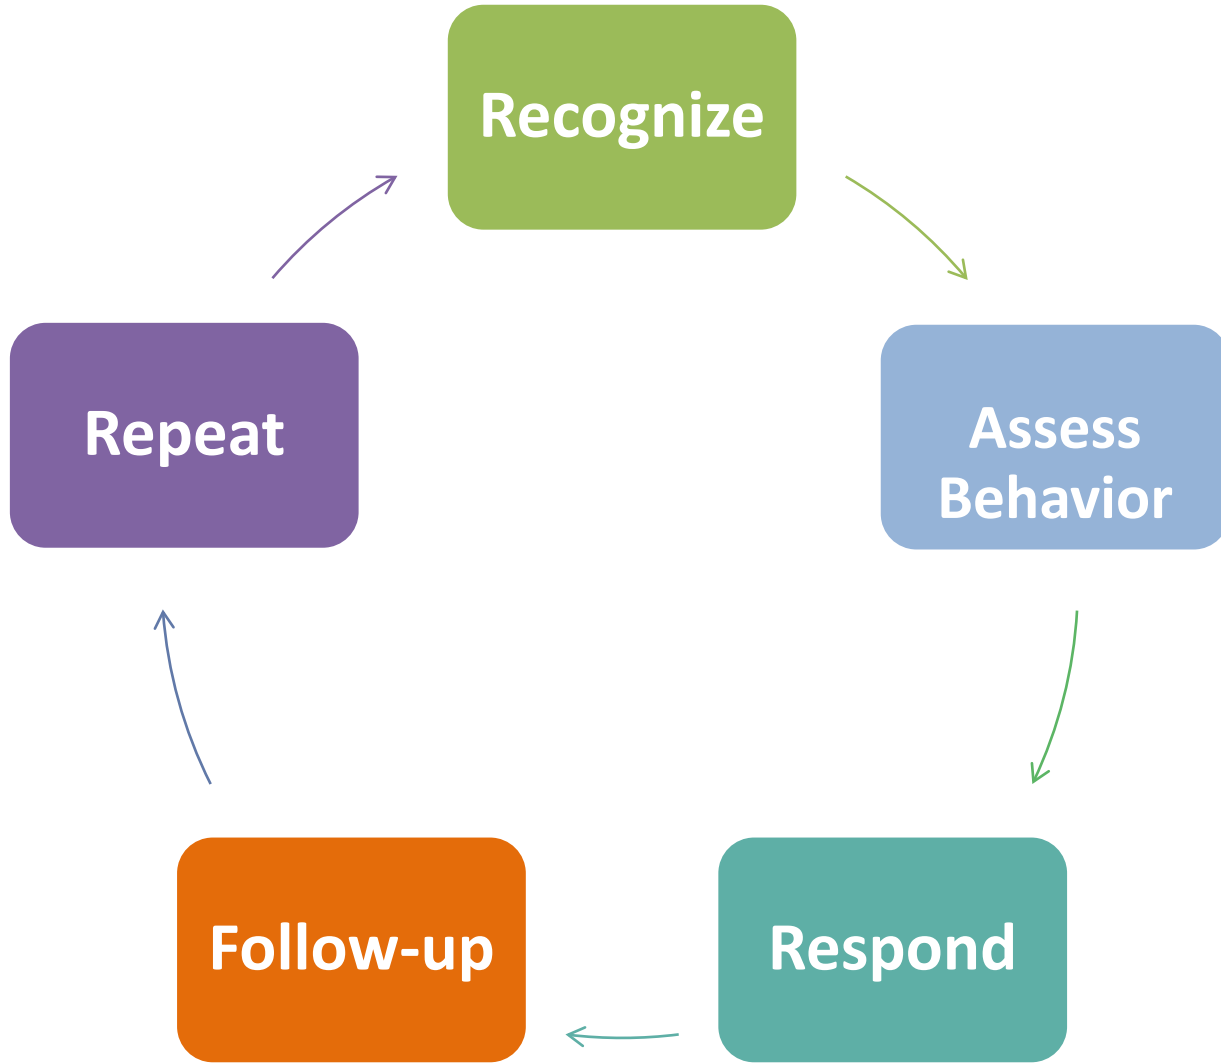 Recognize
Assess
Behavior
Respond
Follow-up
Repeat